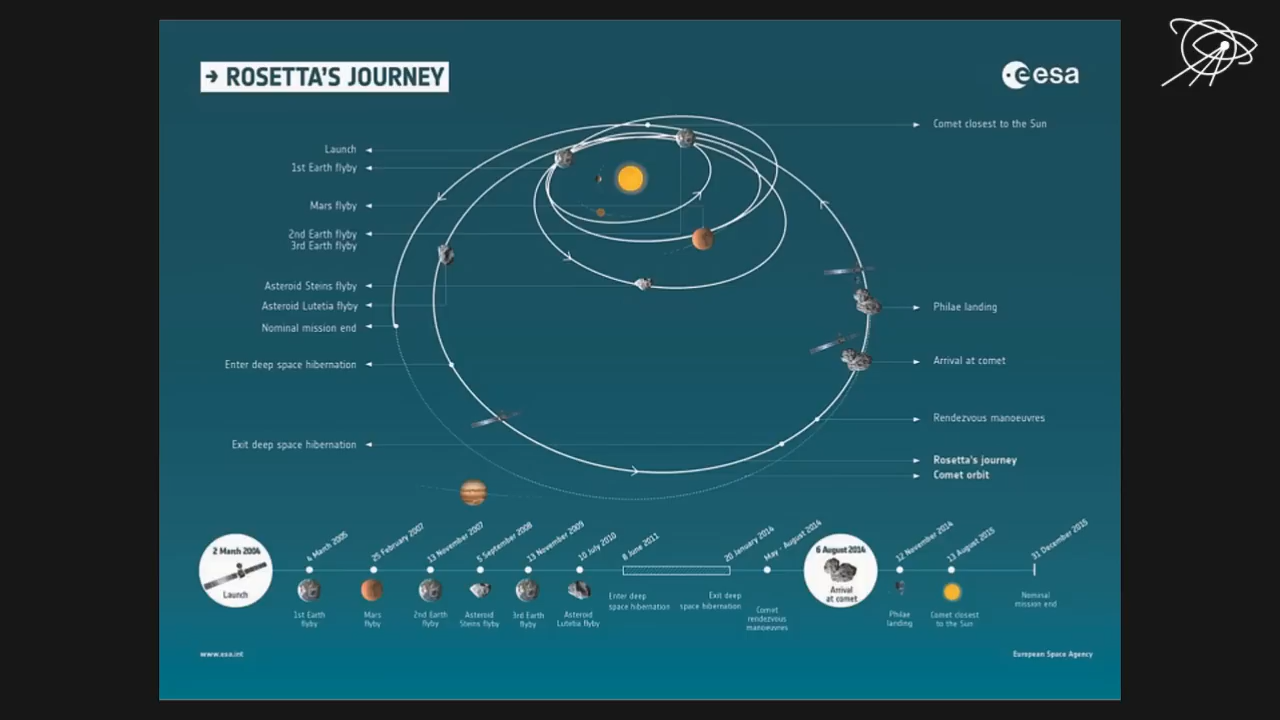 → ROSETTA'S JOURNEY
esa
Comet closest to the Sun
Launch
1st Earth flyby
Mars flyby
2nd Earth flyby
3rd Earth flyby
Asteroid Steins flyby
Asteroid Lutetia flyby
Philae landing
Nominal mission end
Enter deep space hibernation
Arrival at comet
Rendezvous manoeuvres
Exit deep space hibernation
Rosetta's journey
Comet orbit
2 March 2004
Launch
4 March 2005
1st Earth
flyby
25 February 2007
Mars
flyby
13 November 2007
2nd Earth
flyby
5 September 2008
Asteroid
Steins flyby
13 November 2009
3rd Earth
flyby
10 July 2010
Asteroid
Lutetia flyby
8 June 2011
Enter deep
space hibernation
20 January 2014
Exit deep
space hibernation
May - August 2014
Comet
rendezvous
manoeuvres
6 August 2014
Arrival
at comet
12 November 2014
Philae
landing
13 August 2015
Comet closest
to the Sun
31 December 2015
Nominal
mission end
www.esa.int
European Space Agency